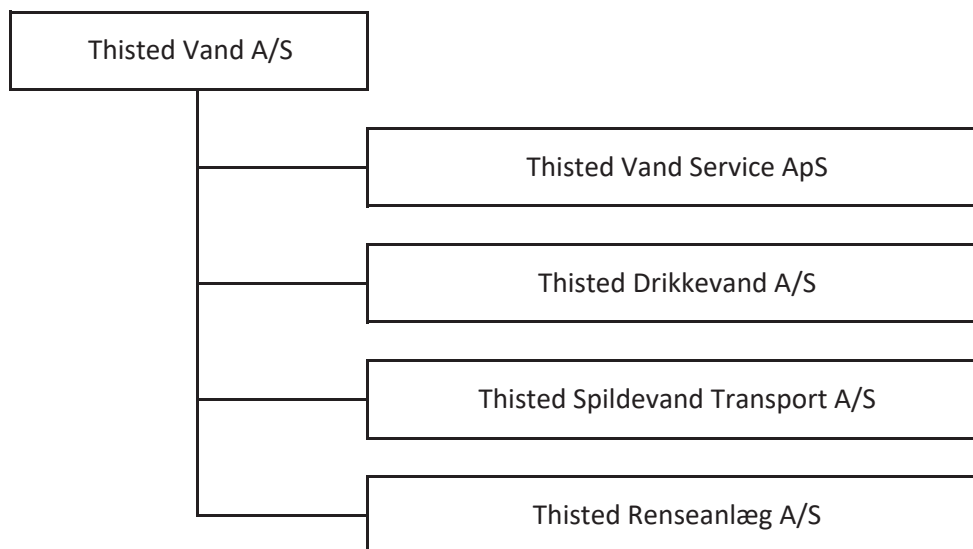 Thisted Vand A/S
Thisted Vand Service ApS
Thisted Drikkevand A/S
Thisted Spildevand Transport A/S
Thisted Renseanlæg A/S